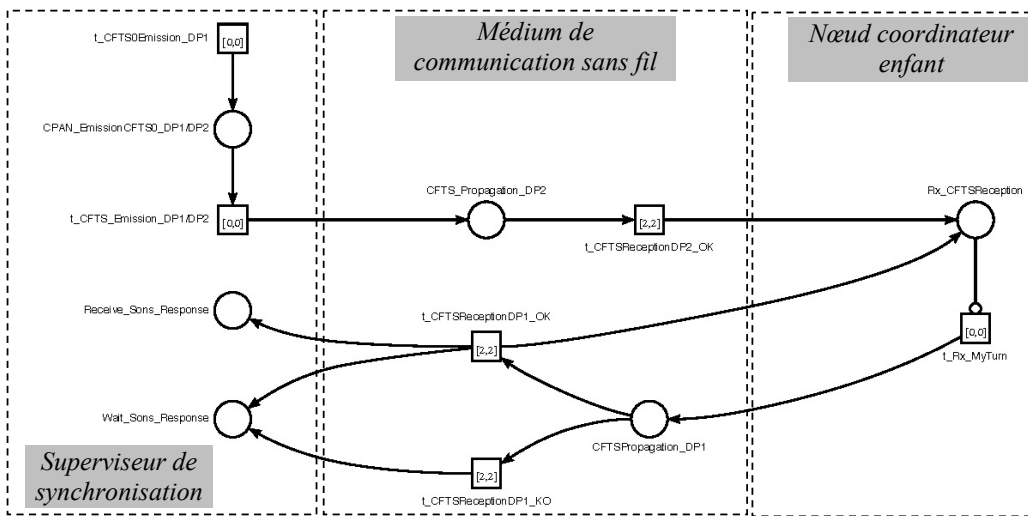 t_CFTS0Emission_DP1
[0,0]
Médium de
communication sans fil
Nœud coordinateur
enfant
CPAN_EmissionCFTS0_DP1/DP2
CFTS_Propagation_DP2
Rx_CFTSReception
t_CFTS_Emission_DP1/DP2
[0,0]
[2,2]
t_CFTSReceptionDP2_OK
Receive_Sons_Response
t_CFTSReceptionDP1_OK
[2,2]
[0,0]
t_Rx_MyTurn
Wait_Sons_Response
CFTSPropagation_DP1
Superviseur de
synchronisation
[2,2]
t_CFTSReceptionDP1_KO